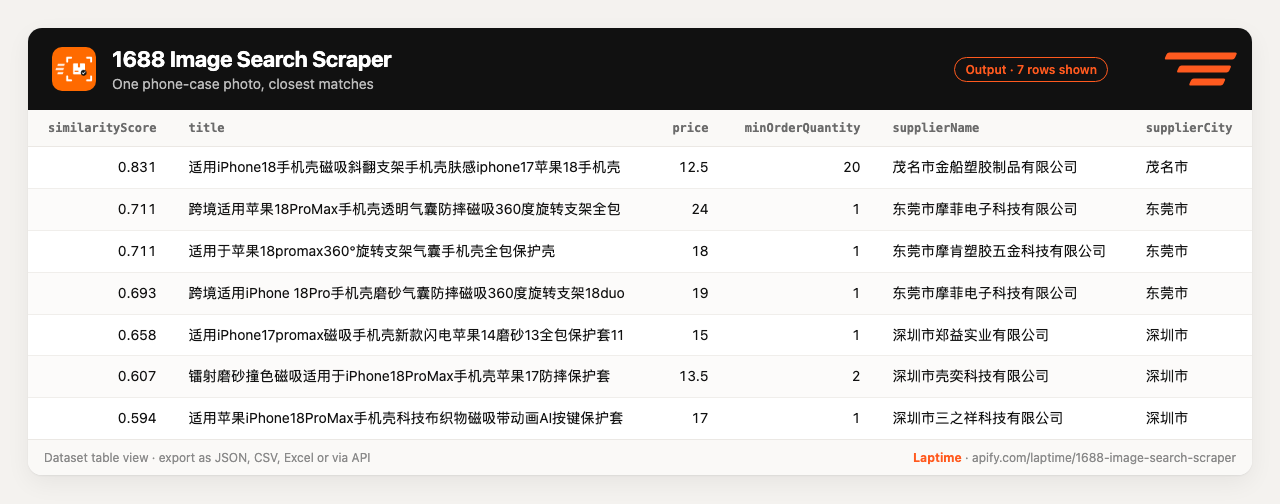 1688 Image Search Scraper
One phone-case photo, closest matches
Output · 7 rows shown
similarityScore title price minOrderQuantity supplierName supplierCity
0.831 适用iPhone18手机壳磁吸斜翻支架手机壳肤感iphone17苹果18手机壳 12.5 20 茂名市金船塑胶制品有限公司 茂名市
0.711 跨境适用苹果18ProMax手机壳透明气囊防摔磁吸360度旋转支架全包 24 1 东莞市摩菲电子科技有限公司 东莞市
0.711 适用于苹果18promax360°旋转支架气囊手机壳全包保护壳 18 1 东莞市摩肯塑胶五金科技有限公司 东莞市
0.693 跨境适用iPhone 18Pro手机壳磨砂气囊防摔磁吸360度旋转支架18duo 19 1 东莞市摩菲电子科技有限公司 东莞市
0.658 适用iPhone17promax磁吸手机壳新款闪电苹果14磨砂13全包保护套11 15 1 深圳市郑益实业有限公司 深圳市
0.607 镭射磨砂撞色磁吸适用于iPhone18ProMax手机壳苹果17防摔保护套 13.5 2 深圳市壳奕科技有限公司 深圳市
0.594 适用苹果iPhone18ProMax手机壳科技布织物磁吸带动画AI按键保护套 17 1 深圳市三之祥科技有限公司 深圳市
Dataset table view · export as JSON, CSV, Excel or via API
Laptime · apify.com/laptime/1688-image-search-scraper